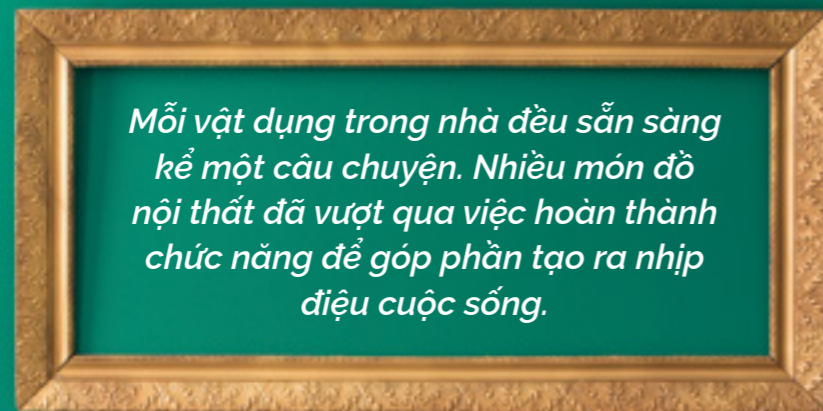 Mỗi vật dụng trong nhà đều sẵn sàng
kể một câu chuyện. Nhiều món đồ
nội thất đã vượt qua việc hoàn thành
chức năng để góp phần tạo ra nhịp
điệu cuộc sống.